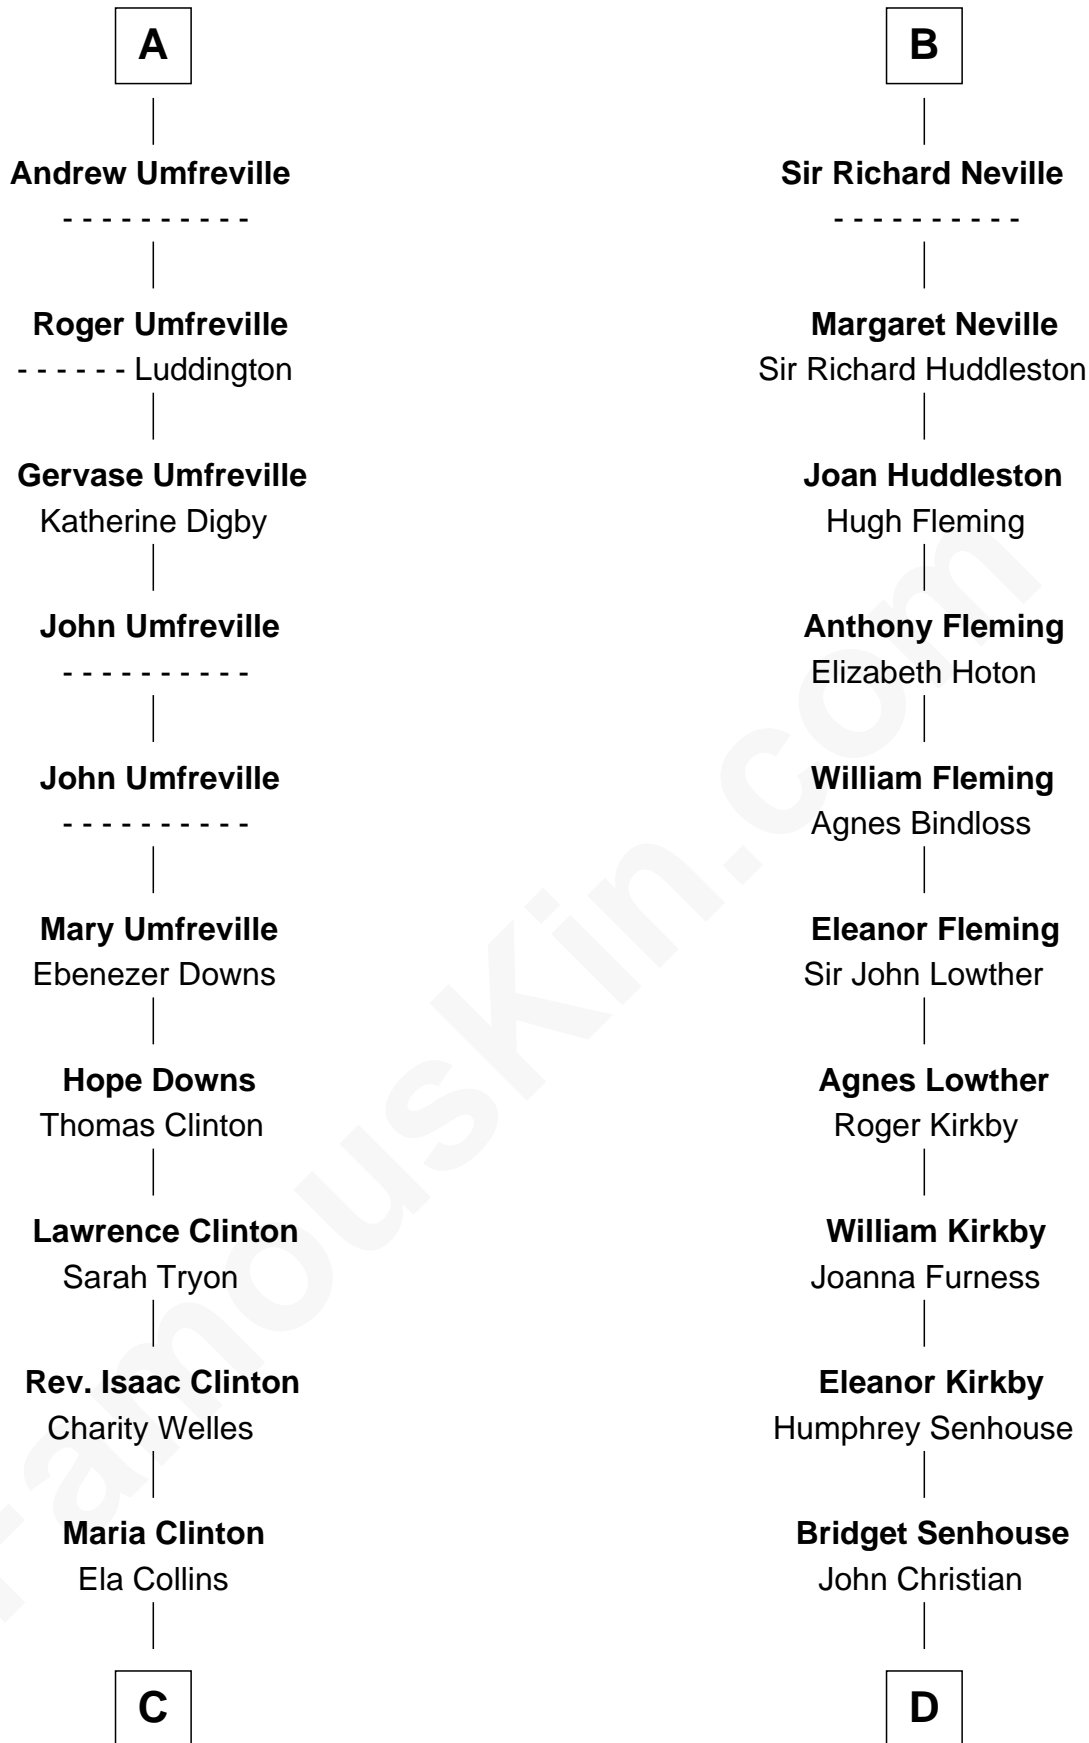 A
Andrew Umfreville
- - - - - - - - - -
Roger Umfreville
- - - - - - Luddington
Gervase Umfreville
Katherine Digby
John Umfreville
- - - - - - - - - -
John Umfreville
- - - - - - - - - -
Mary Umfreville
Ebenezer Downs
Hope Downs
Thomas Clinton
Lawrence Clinton
Sarah Tryon
Rev. Isaac Clinton
Charity Welles
Maria Clinton
Ela Collins
C
B
Sir Richard Neville
- - - - - - - - - -
Margaret Neville
Sir Richard Huddleston
Joan Huddleston
Hugh Fleming
Anthony Fleming
Elizabeth Hoton
William Fleming
Agnes Bindloss
Eleanor Fleming
Sir John Lowther
Agnes Lowther
Roger Kirkby
William Kirkby
Joanna Furness
Eleanor Kirkby
Humphrey Senhouse
Bridget Senhouse
John Christian
D
FamousKin.com